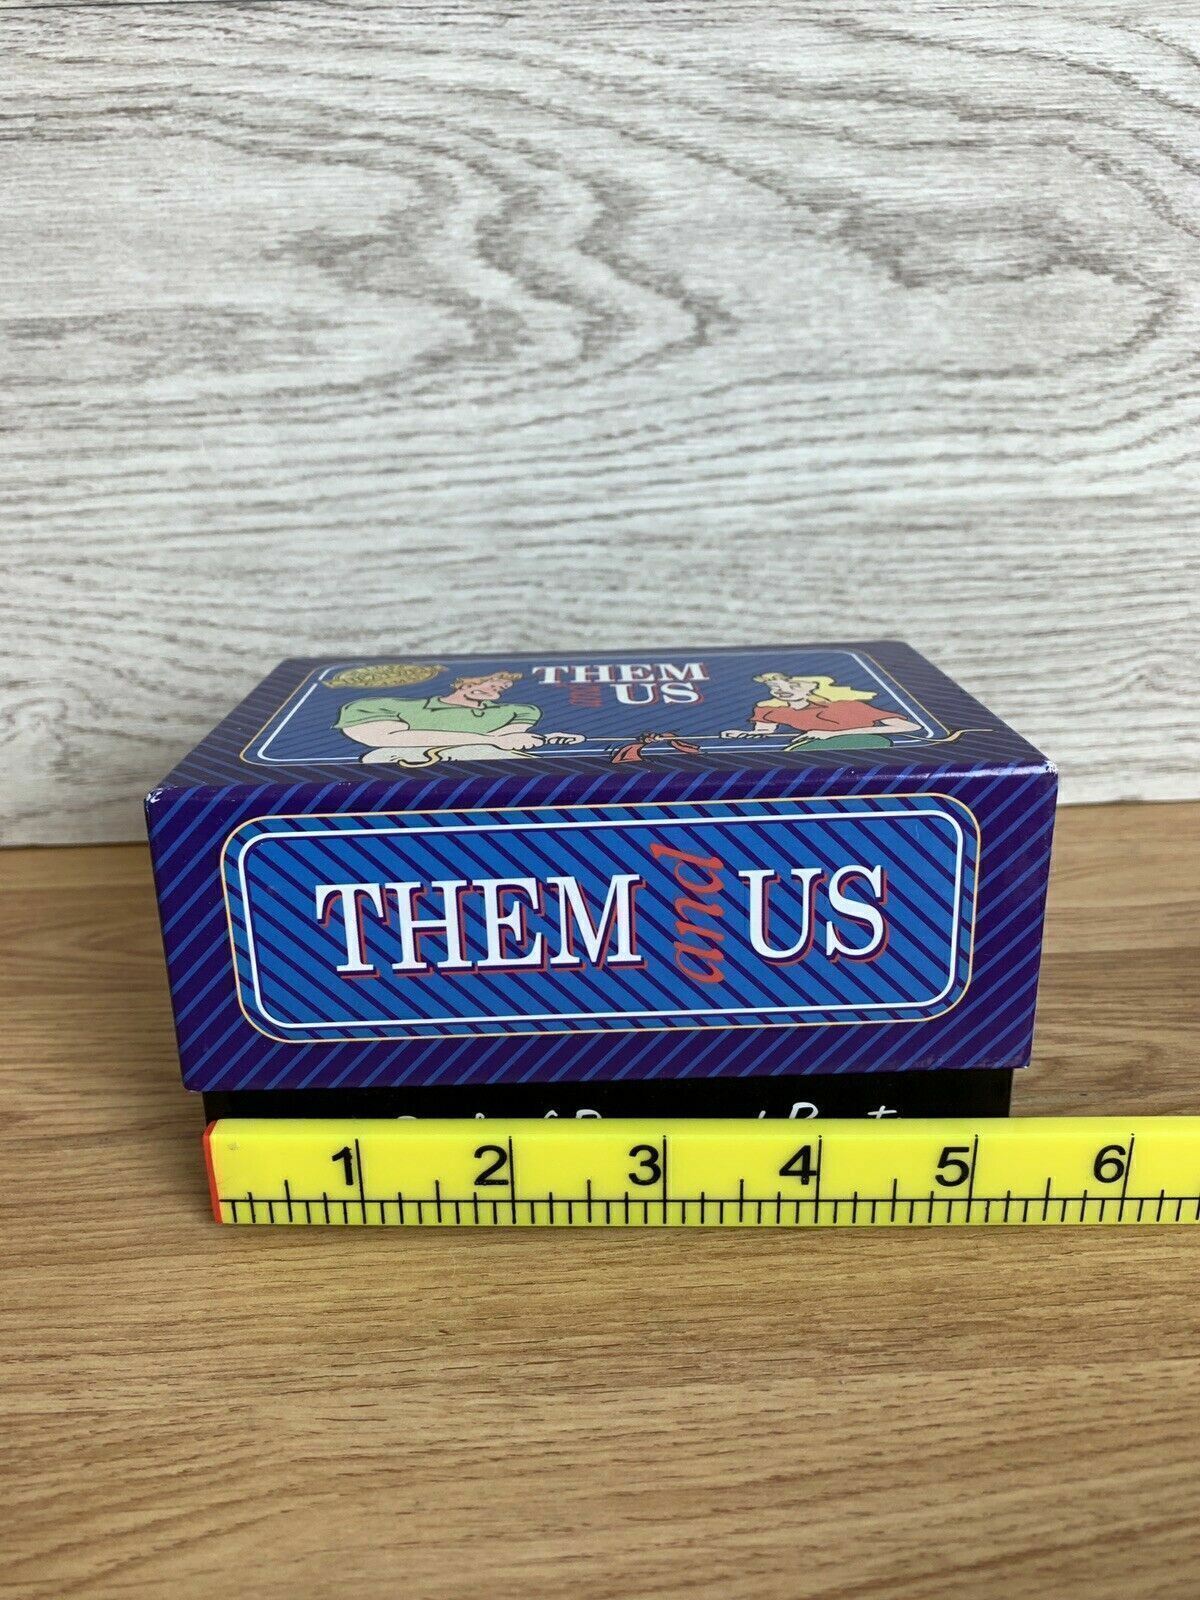 THEM
and US
THEM and US
1 2 3 4 5 6